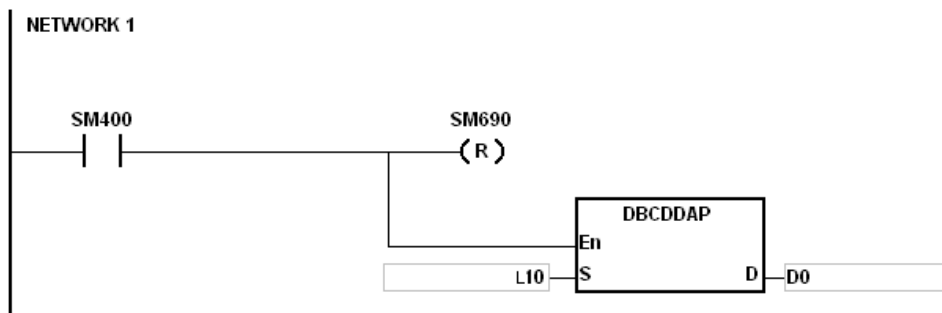 NETWORK 1
SM400 SM690
( R )
DBCDDAP
En
L10 S D D0